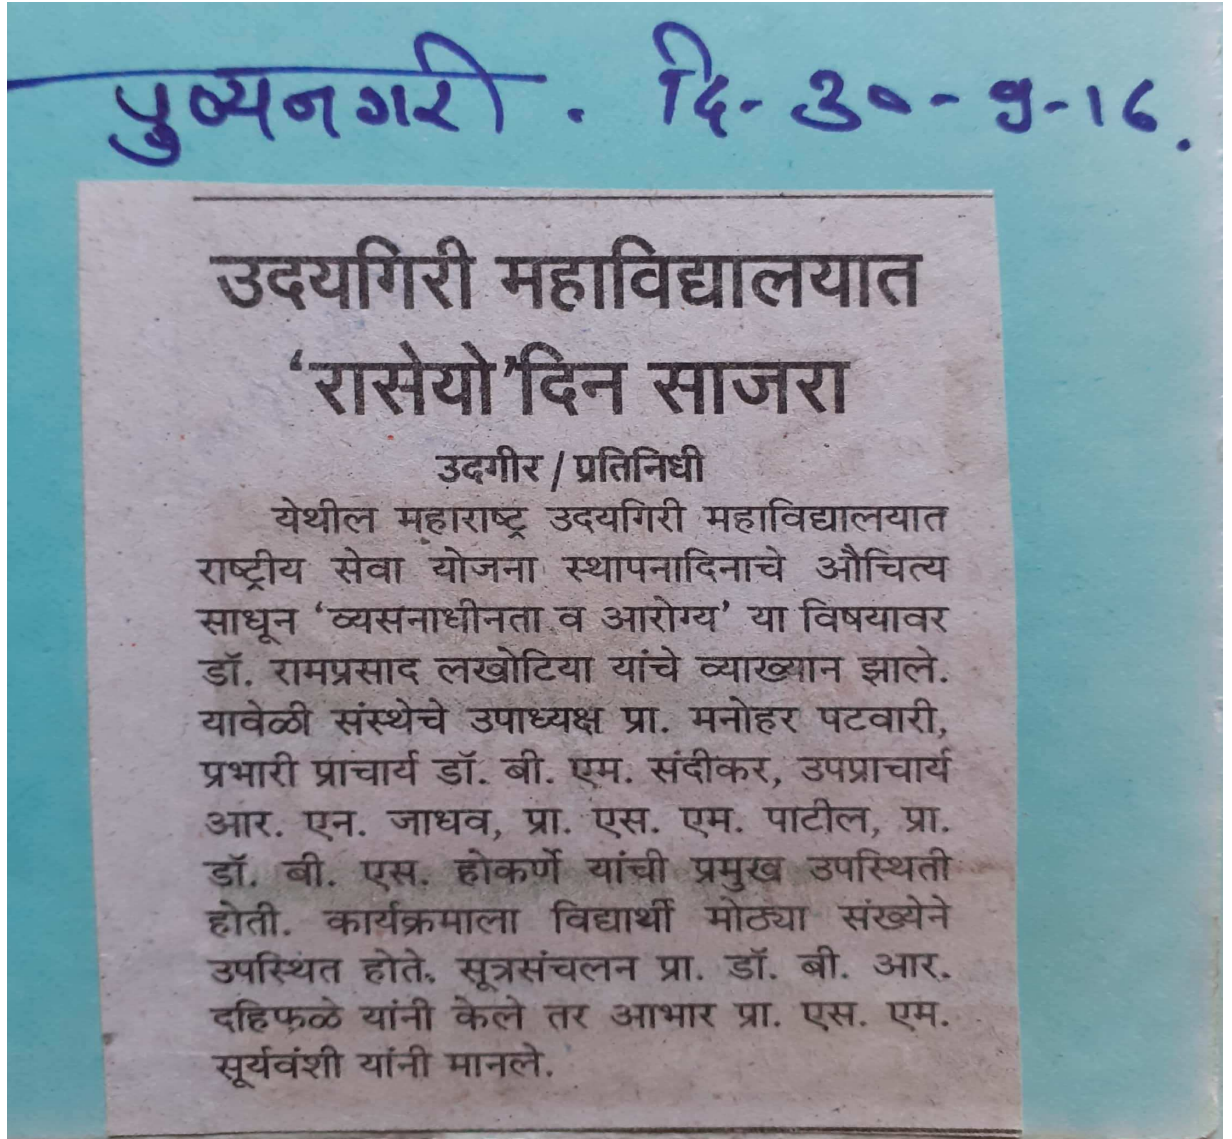 पुण्यनगरी. दि-३०-९-१६.
उदयगिरी महाविद्यालयात
‘रासेयो’दिन साजरा
उदगीर / प्रतिनिधी
येथील महाराष्ट्र उदयगिरी महाविद्यालयात
राष्ट्रीय सेवा योजना स्थापनादिनाचे औचित्य
साधून ‘व्यसनाधीनता व आरोग्य’ या विषयावर
डॉ. रामप्रसाद लखोटिया यांचे व्याख्यान झाले.
यावेळी संस्थेचे उपाध्यक्ष प्रा. मनोहर पटवारी,
प्रभारी प्राचार्य डॉ. बी. एम. संदीकर, उपप्राचार्य
आर. एन. जाधव, प्रा. एस. एम. पाटील, प्रा.
डॉ. बी. एस. होकर्णे यांची प्रमुख उपस्थिती
होती. कार्यक्रमाला विद्यार्थी मोठ्या संख्येने
उपस्थित होते. सूत्रसंचलन प्रा. डॉ. बी. आर.
दहिफळे यांनी केले तर आभार प्रा. एस. एम.
सूर्यवंशी यांनी मानले.